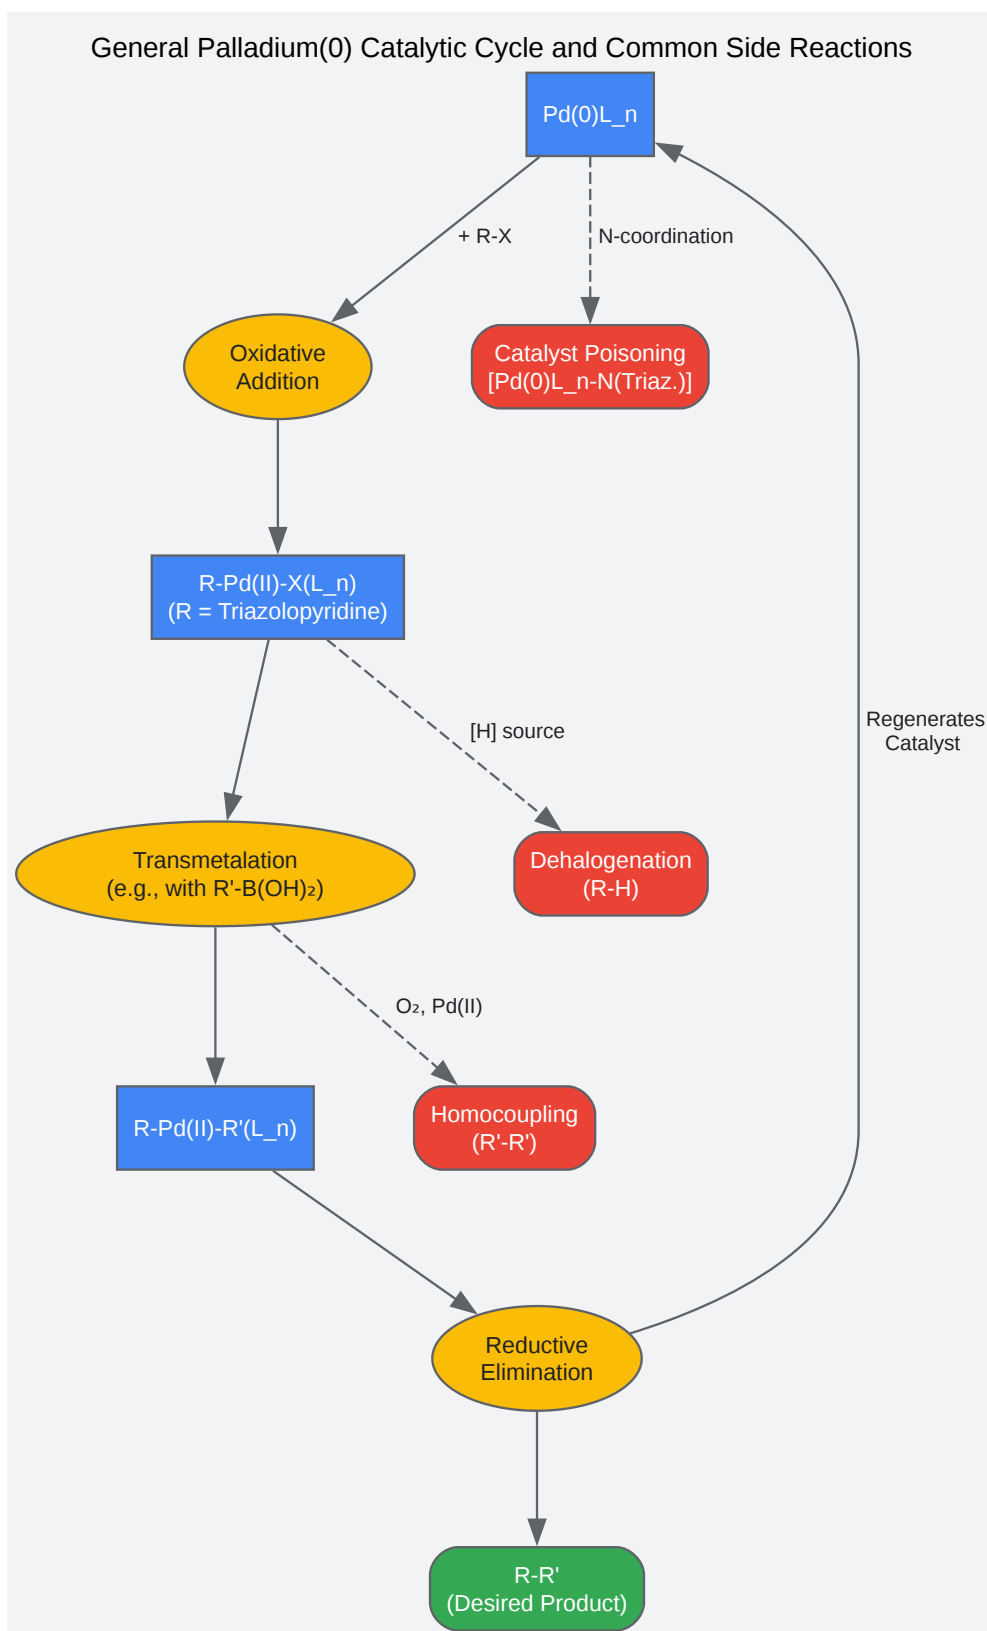 General Palladium(0) Catalytic Cycle and Common Side Reactions
Pd(0)L_n
+ R-X
N-coordination
Oxidative
Addition
Catalyst Poisoning
[Pd(0)L_n-N(Triaz.)]
R-Pd(II)-X(L_n)
(R = Triazolopyridine)
[H] source
Regenerates
Catalyst
Transmetalation
(e.g., with R'-B(OH)₂)
Dehalogenation
(R-H)
O₂, Pd(II)
R-Pd(II)-R'(L_n)
Homocoupling
(R'-R')
Reductive
Elimination
R-R'
(Desired Product)